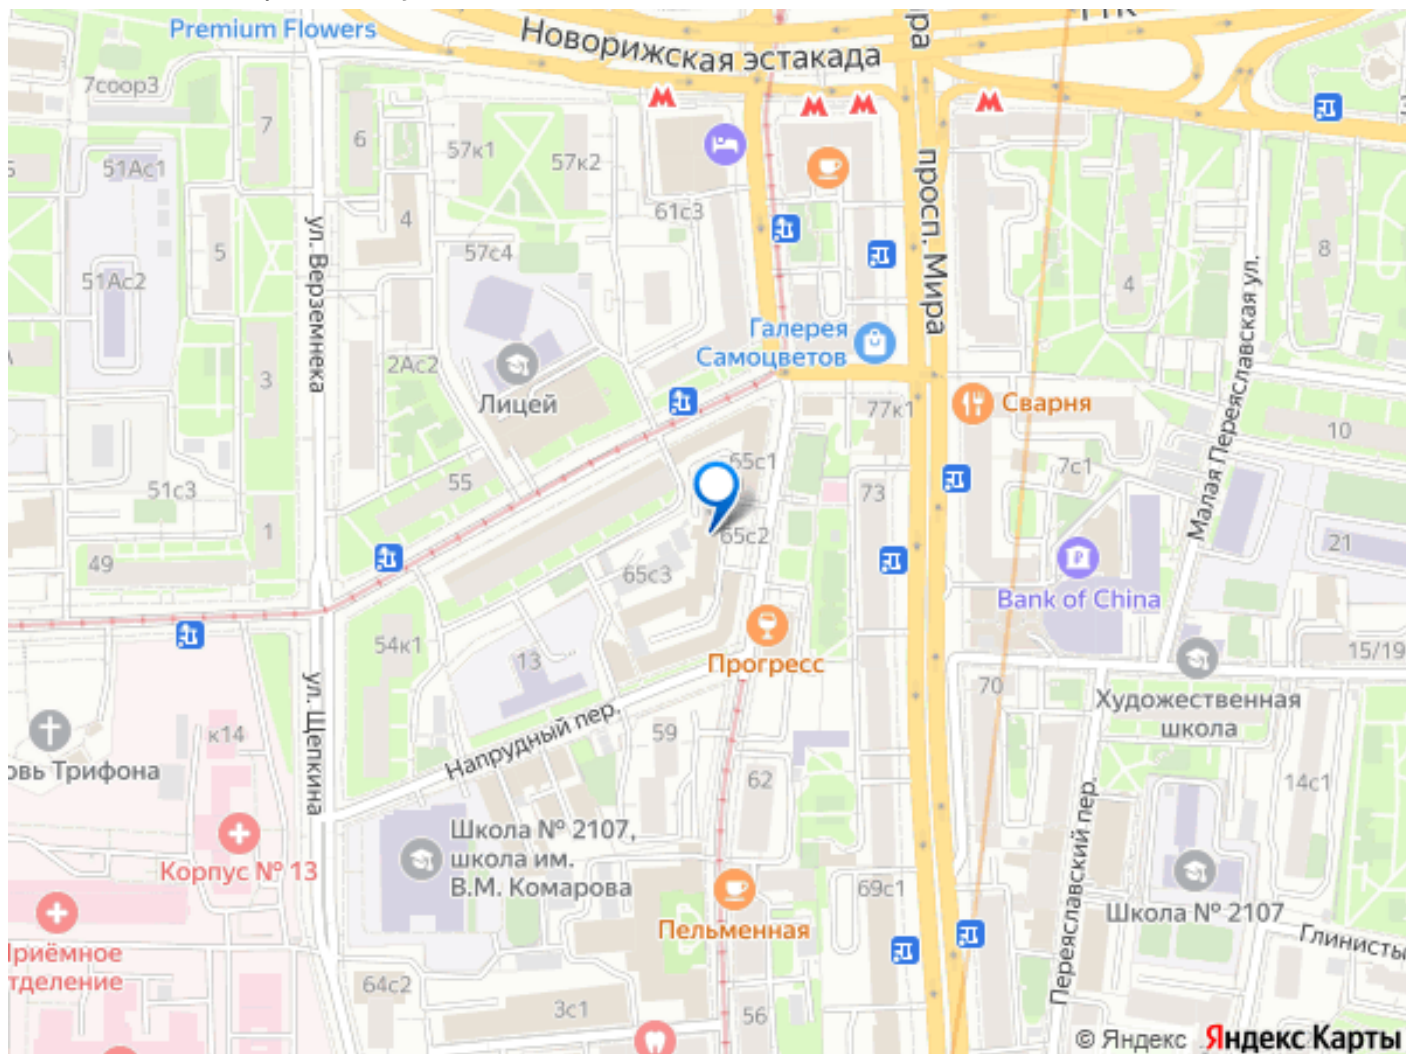 Premium Flowers
Новорижская эстакада
7соор3
7
6
57к1
57к2
51Ас1
61с3
4
5
57с4
51Ас2
ул. Верземнека
просп. Мира
4
8
Малая Переяславская ул.
Галерея
Самоцветов
3
2Ас2
Лицей
77к1
Сварня
10
65с1
7с1
55
51с3
73
1
65с2
21
49
65с3
Bank of China
54к1
13
Прогресс
15/19
ул. Щепкина
70
Художественная
школа
Напрудный пер.
59
к14
62
14с1
Переяславский пер.
Школа № 2107,
школа им.
В.М. Комарова
Корпус № 13
69с1
Школа № 2107
Пельменная
64с2
3с1
56
© Яндекс Яндекс Карты